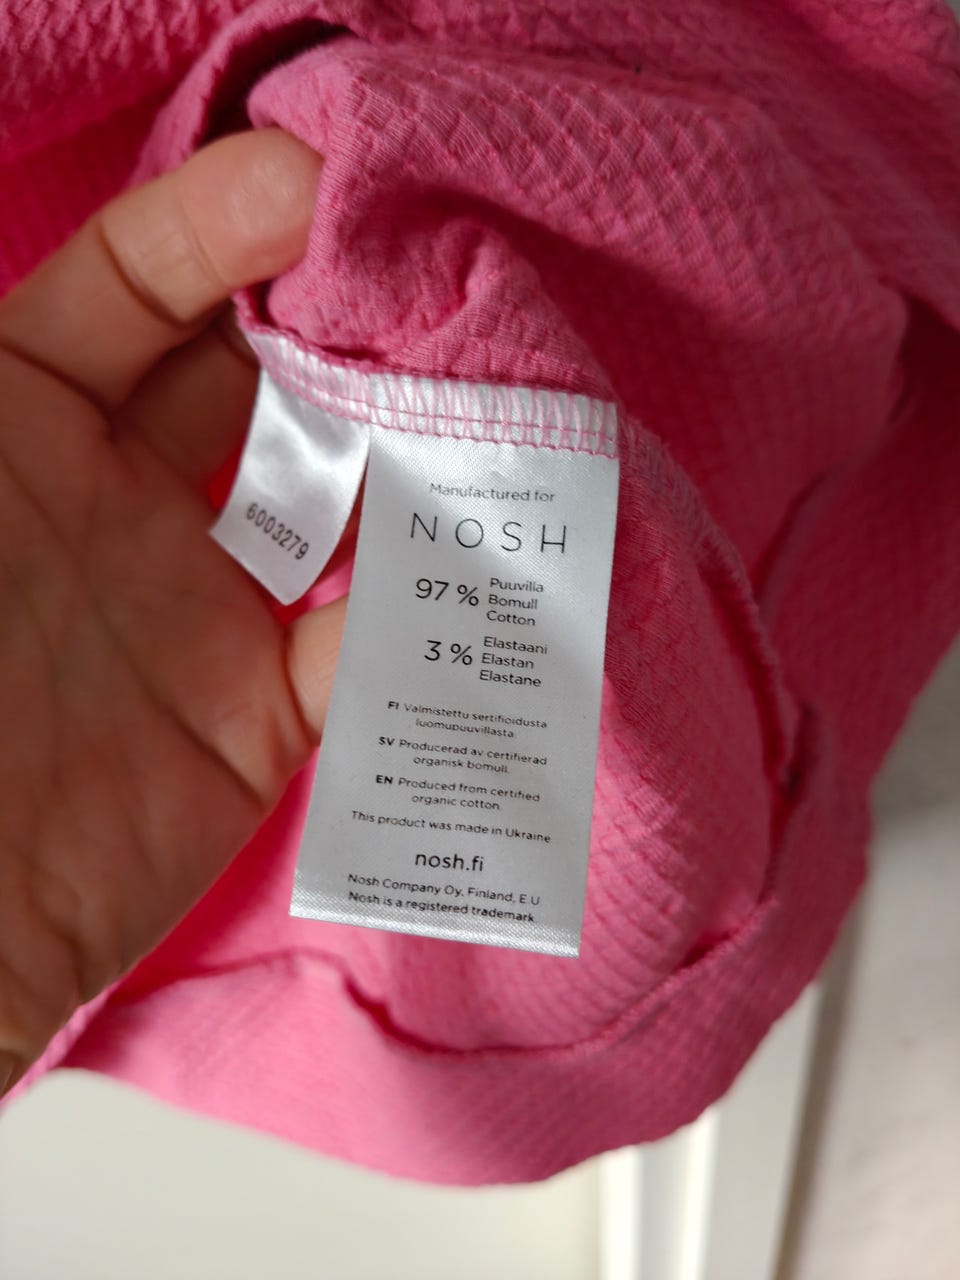 6003279
Manufactured for
NOSH
97 % Puuvilla
Bomull
Cotton
3 % Elastaani
Elastan
Elastane
FI Valmistettu sertifioidusta
luomupuuvillasta.
SV Producerad av certifierad
organisk bomull.
EN Produced from certified
organic cotton.
This product was made in Ukraine
nosh.fi
Nosh Company Oy, Finland, E.U
Nosh is a registered trademark